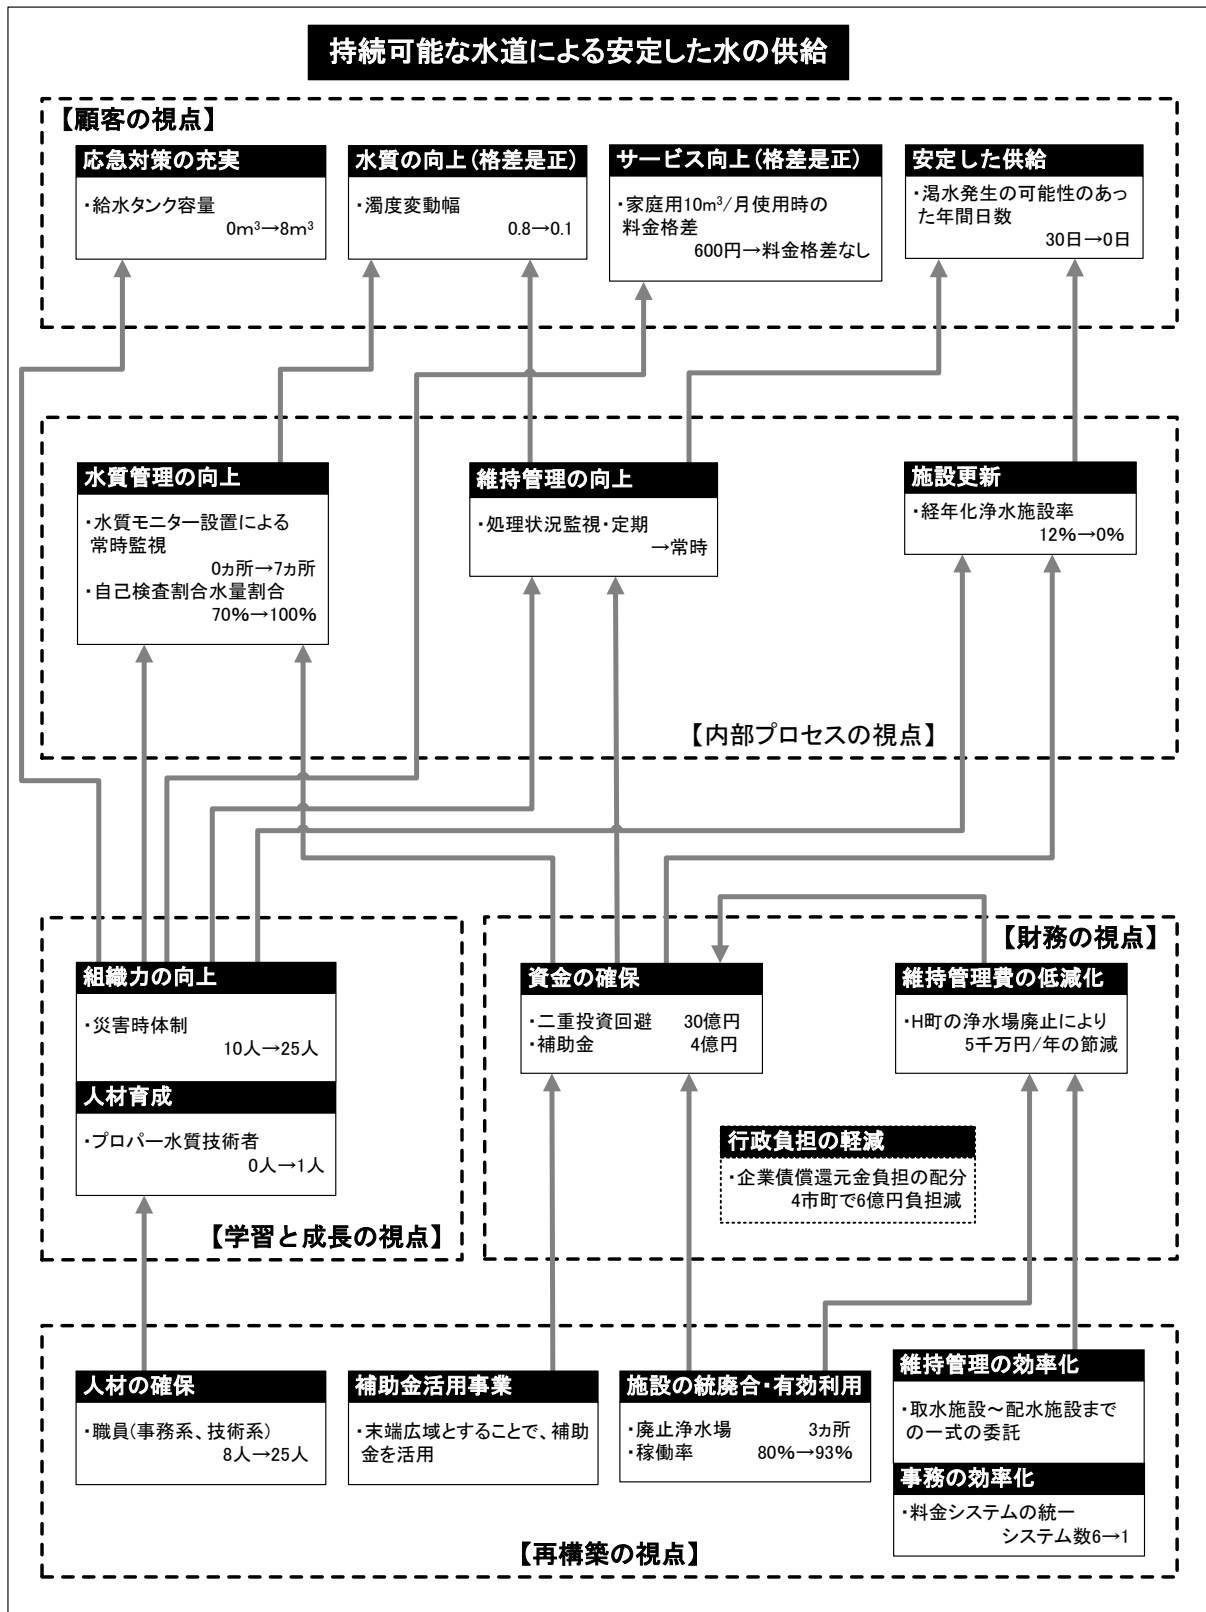 持続可能な水道による安定した水の供給
【顧客の視点】
応急対策の充実
・給水タンク容量
0m³→8m³
水質の向上(格差是正)
・濁度変動幅
0.8→0.1
サービス向上(格差是正)
・家庭用10m³/月使用時の
料金格差
600円→料金格差なし
安定した供給
・渇水発生の可能性のあっ
た年間日数
30日→0日
水質管理の向上
・水質モニター設置による
常時監視
0ヵ所→7ヵ所
・自己検査割合水量割合
70%→100%
維持管理の向上
・処理状況監視・定期
→常時
施設更新
・経年化浄水施設率
12%→0%
【内部プロセスの視点】
組織力の向上
・災害時体制
10人→25人
人材育成
・プロパー水質技術者
0人→1人
【学習と成長の視点】
【財務の視点】
資金の確保
・二重投資回避 30億円
・補助金 4億円
維持管理費の低減化
・H町の浄水場廃止により
5千万円/年の節減
行政負担の軽減
・企業債償還元金負担の配分
4市町で6億円負担減
人材の確保
・職員(事務系、技術系)
8人→25人
補助金活用事業
・末端広域とすることで、補助
金を活用
施設の統廃合・有効利用
・廃止浄水場 3ヵ所
・稼働率 80%→93%
維持管理の効率化
・取水施設~配水施設まで
の一式の委託
事務の効率化
・料金システムの統一
システム数6→1
【再構築の視点】